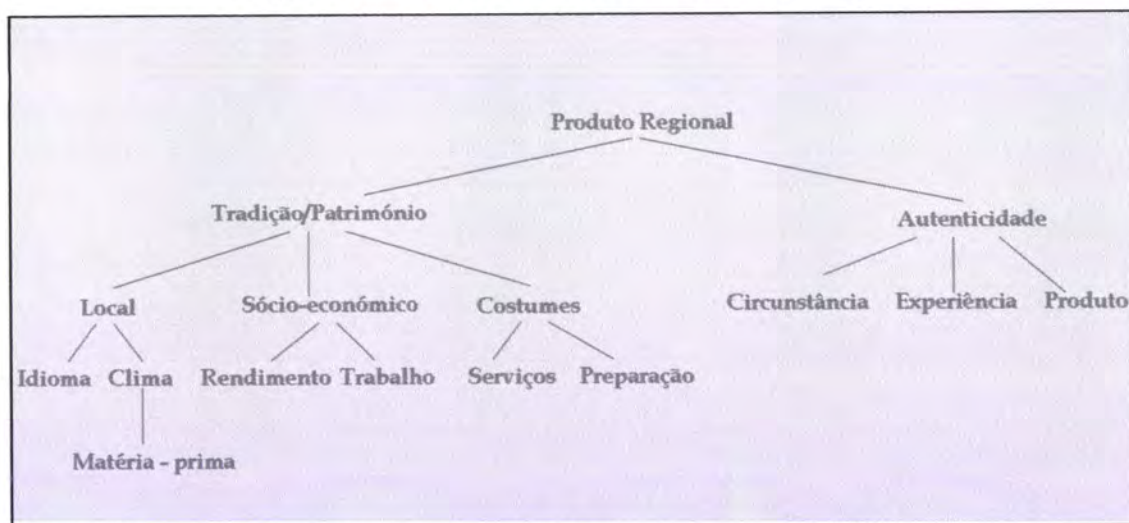 Produto Regional
Tradição/Património
Autenticidade
Local
Sócio-económico
Costumes
Circunstância
Experiência
Produto
Idioma
Clima
Rendimento
Trabalho
Serviços
Preparação
Matéria - prima